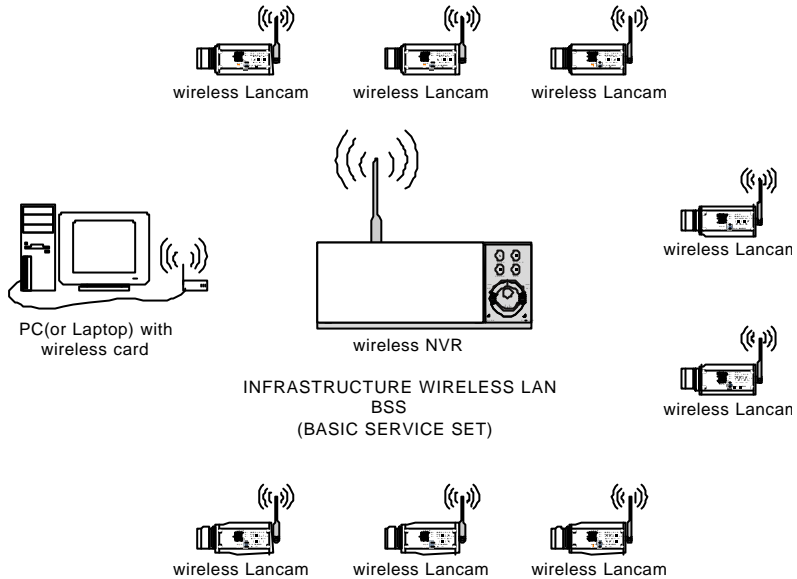 wireless Lancam
wireless Lancam
wireless Lancam
wireless Lancam
PC(or Laptop) with
wireless card
wireless NVR
INFRASTRUCTURE WIRELESS LAN
BSS
(BASIC SERVICE SET)
wireless Lancam
wireless Lancam
wireless Lancam
wireless Lancam